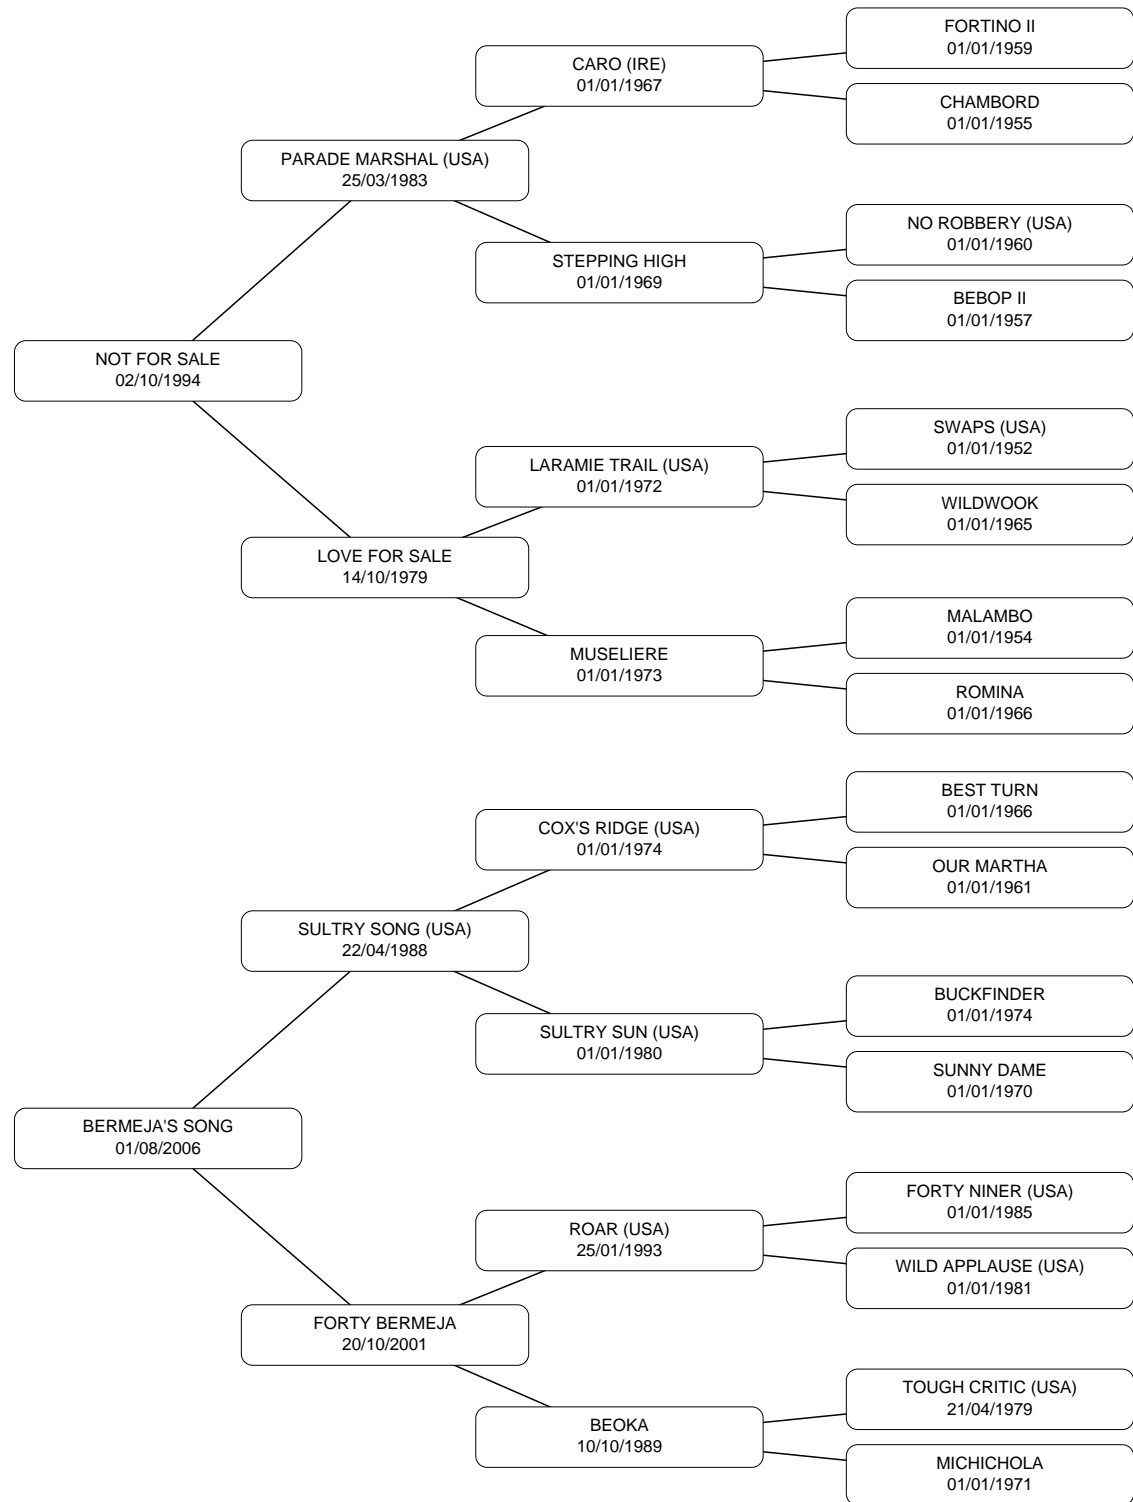 FORTINO II
01/01/1959
CARO (IRE)
01/01/1967
CHAMBORD
01/01/1955
PARADE MARSHAL (USA)
25/03/1983
NO ROBBERY (USA)
01/01/1960
STEPPING HIGH
01/01/1969
BEBOP II
01/01/1957
NOT FOR SALE
02/10/1994
SWAPS (USA)
01/01/1952
LARAMIE TRAIL (USA)
01/01/1972
WILDWOOK
01/01/1965
LOVE FOR SALE
14/10/1979
MALAMBO
01/01/1954
MUSELIERE
01/01/1973
ROMINA
01/01/1966
BEST TURN
01/01/1966
COX'S RIDGE (USA)
01/01/1974
OUR MARTHA
01/01/1961
SULTRY SONG (USA)
22/04/1988
BUCKFINDER
01/01/1974
SULTRY SUN (USA)
01/01/1980
SUNNY DAME
01/01/1970
BERMEJA'S SONG
01/08/2006
FORTY NINER (USA)
01/01/1985
ROAR (USA)
25/01/1993
WILD APPLAUSE (USA)
01/01/1981
FORTY BERMEJA
20/10/2001
TOUGH CRITIC (USA)
21/04/1979
BEOKA
10/10/1989
MICHICHOLA
01/01/1971